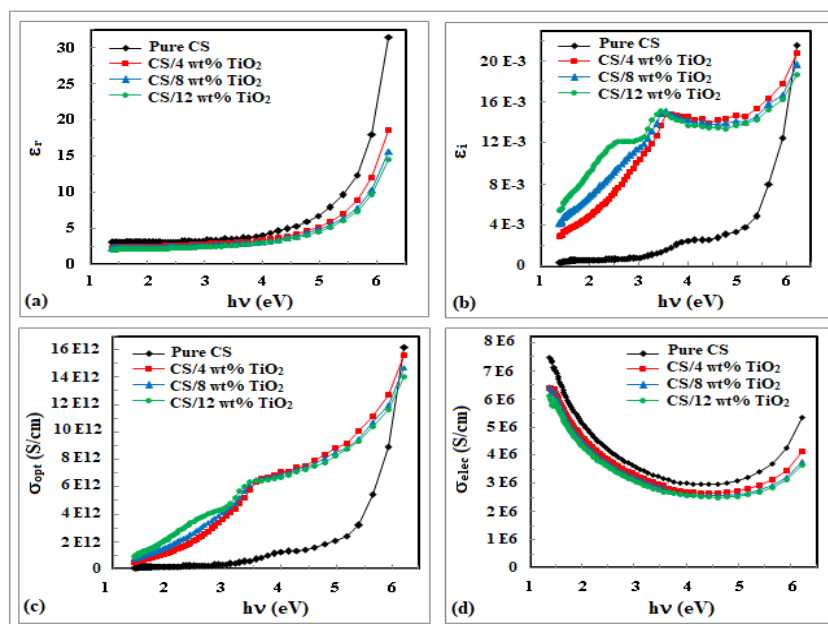 (a)
Pure CS
CS/4 wt% TiO₂
CS/8 wt% TiO₂
CS/12 wt% TiO₂
εr
30
25
20
15
10
5
0
1 2 3 4 5 6
hν (eV)
(b)
Pure CS
CS/4 wt% TiO₂
CS/8 wt% TiO₂
CS/12 wt% TiO₂
εi
20 E-3
16 E-3
12 E-3
8 E-3
4 E-3
0
1 2 3 4 5 6
hν (eV)
(c)
Pure CS
CS/4 wt% TiO₂
CS/8 wt% TiO₂
CS/12 wt% TiO₂
σopt (S/cm)
16 E12
14 E12
12 E12
10 E12
8 E12
6 E12
4 E12
2 E12
0
1 2 3 4 5 6
hν (eV)
(d)
Pure CS
CS/4 wt% TiO₂
CS/8 wt% TiO₂
CS/12 wt% TiO₂
σelec (S/cm)
8 E6
7 E6
6 E6
5 E6
4 E6
3 E6
2 E6
1 E6
0
0 1 2 3 4 5 6
hν (eV)